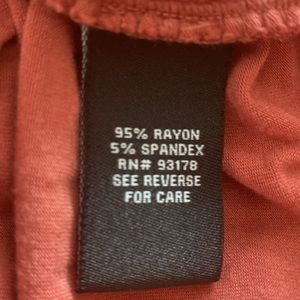 95% RAYON
5% SPANDEX
RN# 93178
SEE REVERSE
FOR CARE